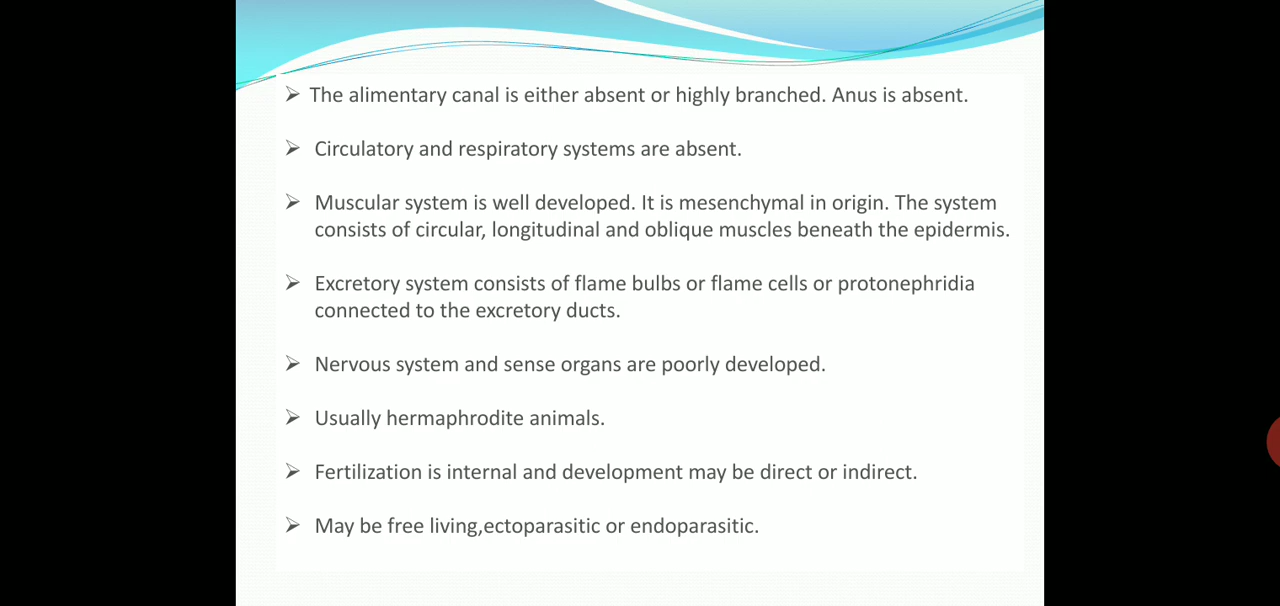 ➢ The alimentary canal is either absent or highly branched. Anus is absent.
➢ Circulatory and respiratory systems are absent.
➢ Muscular system is well developed. It is mesenchymal in origin. The system
consists of circular, longitudinal and oblique muscles beneath the epidermis.
➢ Excretory system consists of flame bulbs or flame cells or protonephridia
connected to the excretory ducts.
➢ Nervous system and sense organs are poorly developed.
➢ Usually hermaphrodite animals.
➢ Fertilization is internal and development may be direct or indirect.
➢ May be free living,ectoparasitic or endoparasitic.